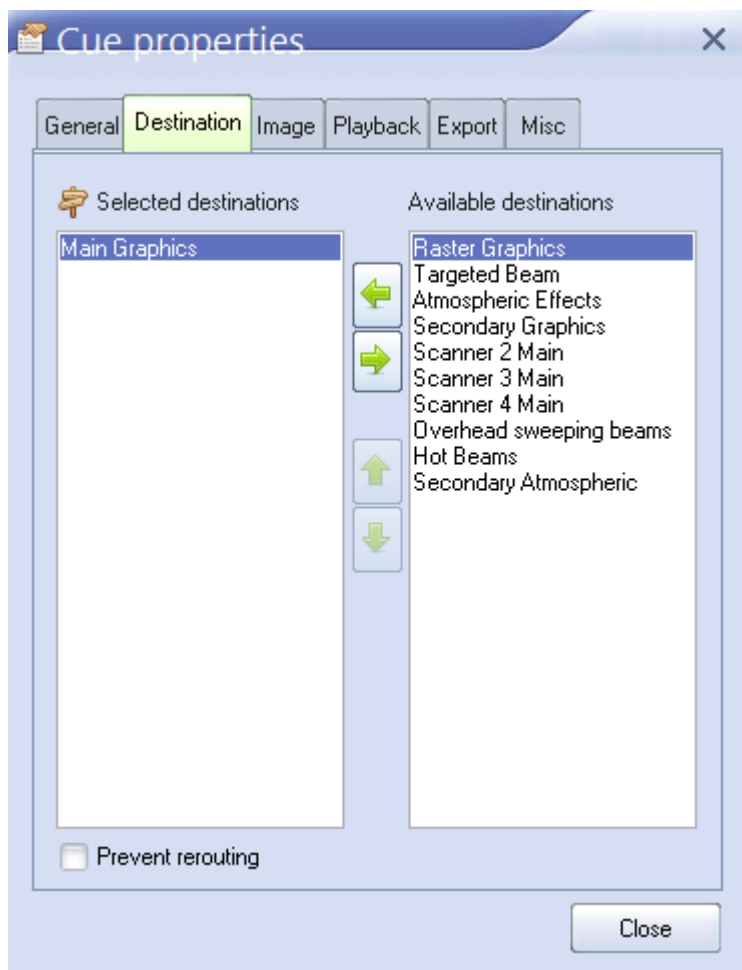 Cue properties
General
Destination
Image
Playback
Export
Misc
Selected destinations
Main Graphics
Available destinations
Raster Graphics
Targeted Beam
Atmospheric Effects
Secondary Graphics
Scanner 2 Main
Scanner 3 Main
Scanner 4 Main
Overhead sweeping beams
Hot Beams
Secondary Atmospheric
Prevent rerouting
Close